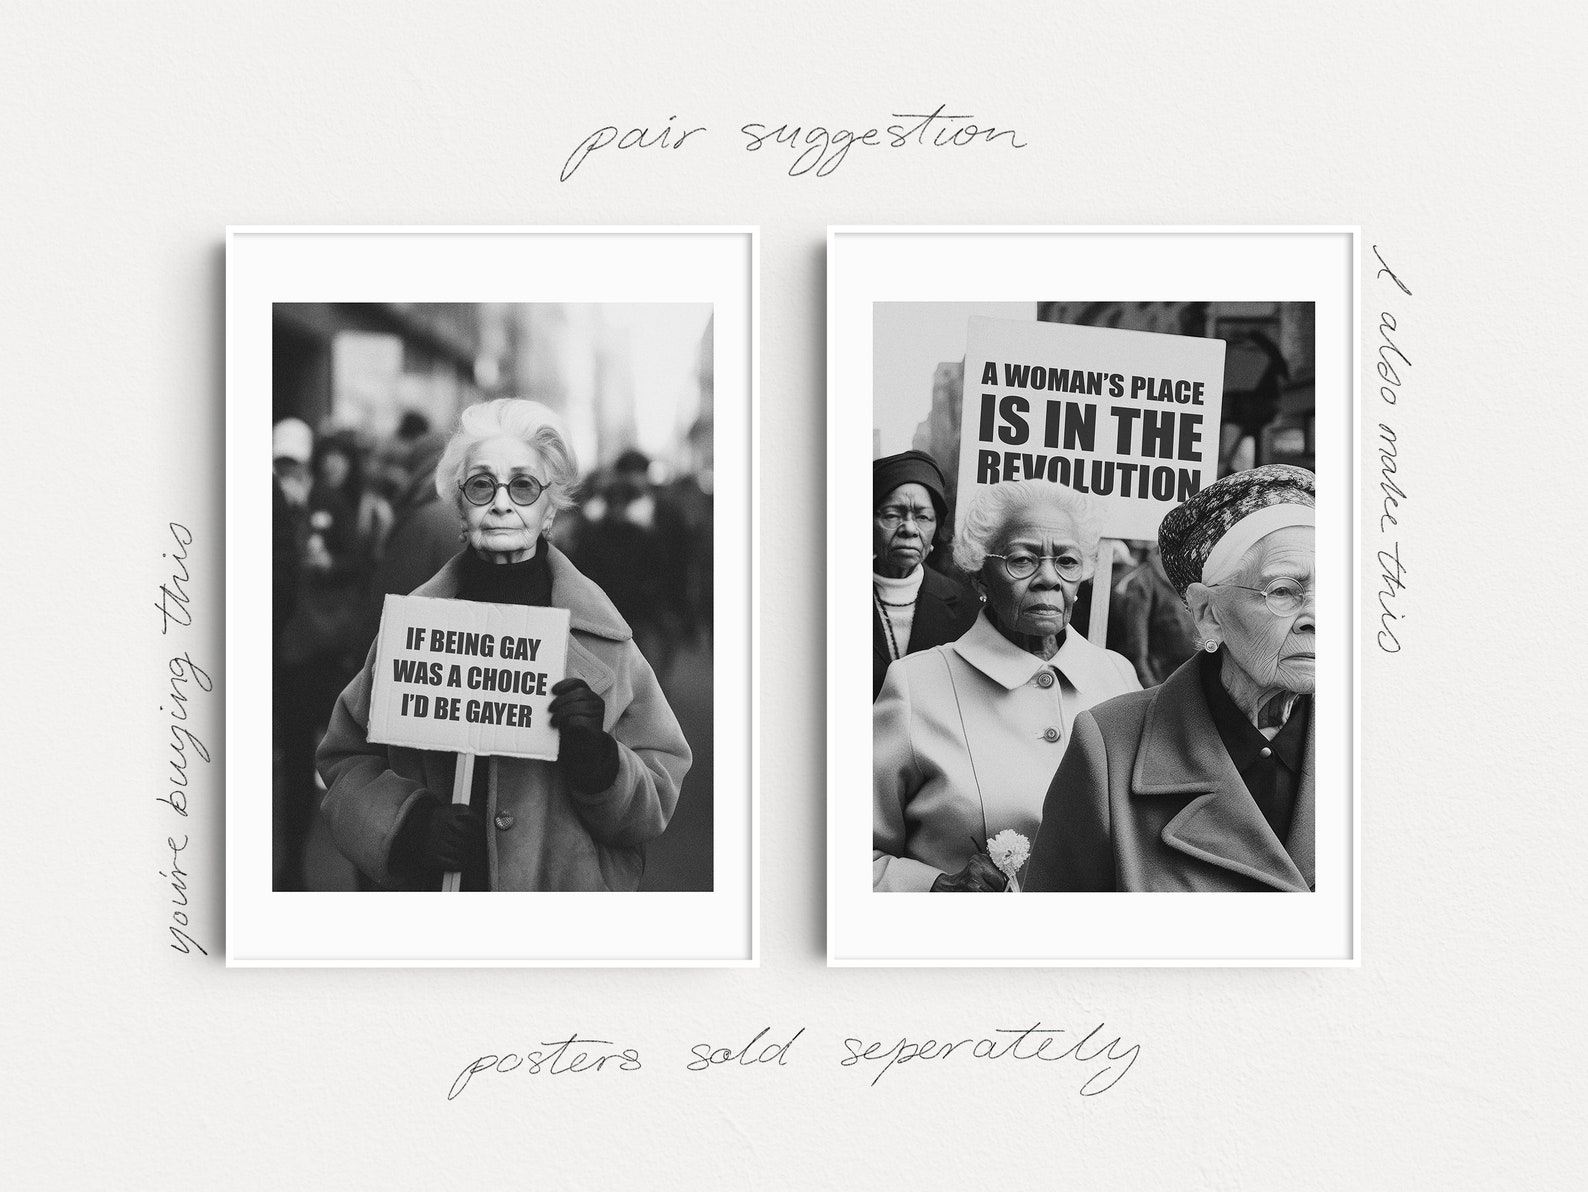 pair suggestion
you're buying this
IF BEING GAY
WAS A CHOICE
I'D BE GAYER
A WOMAN'S PLACE
IS IN THE
REVOLUTION
I also make this
posters sold seperately